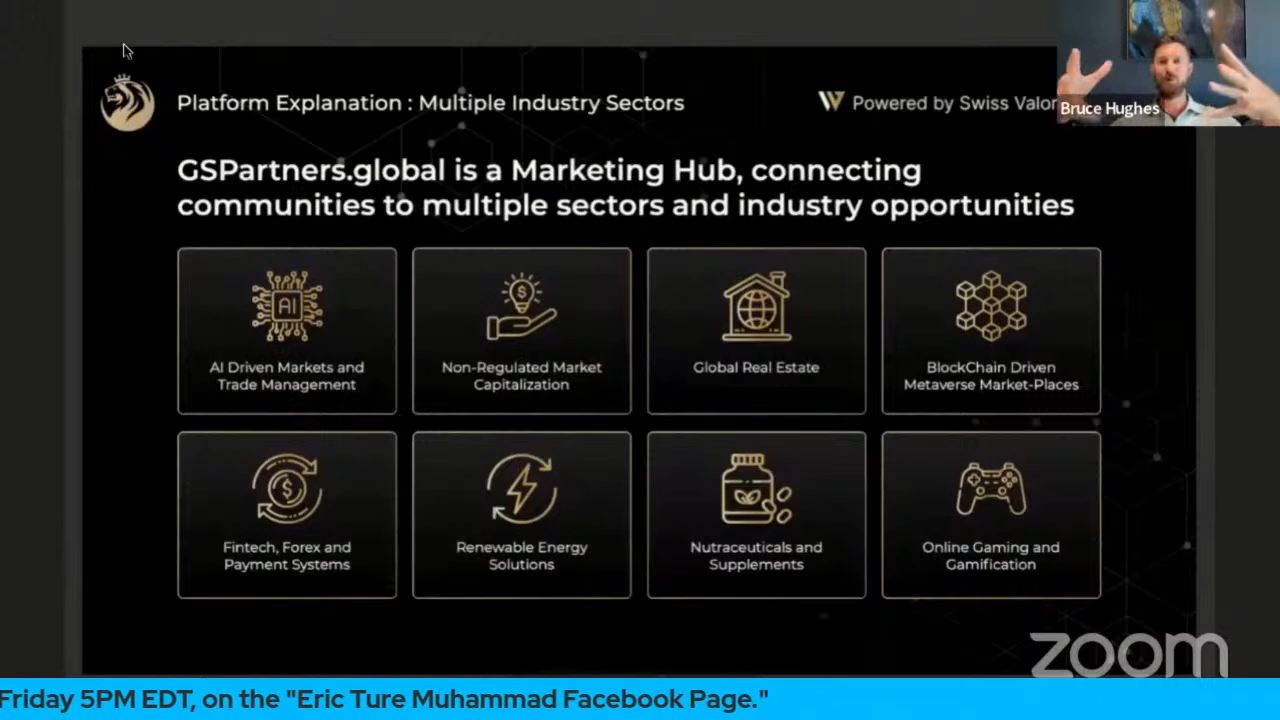 Platform Explanation : Multiple Industry Sectors
Powered by Swiss Valor
Bruce Hughes
GSPartners.global is a Marketing Hub, connecting
communities to multiple sectors and industry opportunities
AI
AI Driven Markets and
Trade Management
$
Non-Regulated Market
Capitalization
Global Real Estate
BlockChain Driven
Metaverse Market-Places
$
Fintech, Forex and
Payment Systems
Renewable Energy
Solutions
Nutraceuticals and
Supplements
Online Gaming and
Gamification
zoom
Friday 5PM EDT, on the "Eric Ture Muhammad Facebook Page."